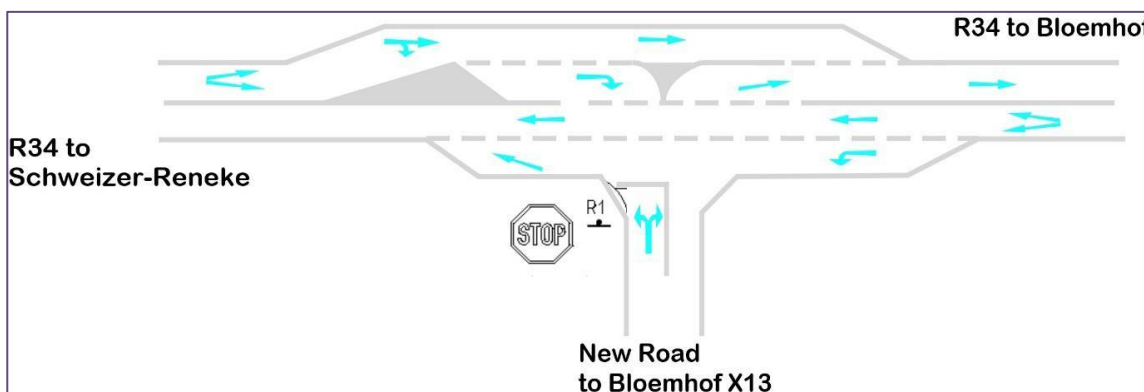 R34 to Bloemhof
R34 to
Schweizer-Reneke
STOP
R1
New Road
to Bloemhof X13